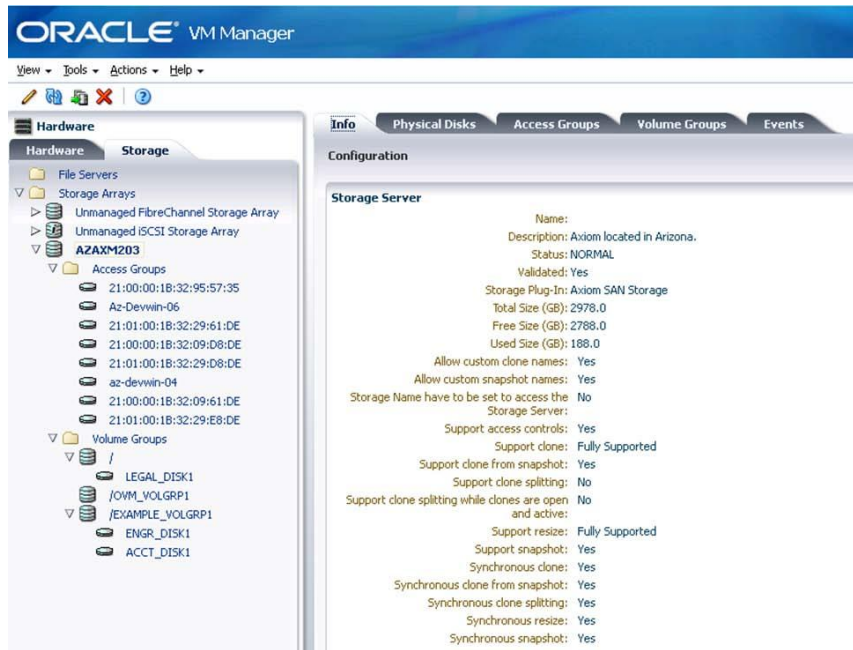 ORACLE® VM Manager
View Tools Actions Help
Hardware
Hardware Storage
File Servers
Storage Arrays
Unmanaged FibreChannel Storage Array
Unmanaged iSCSI Storage Array
AZAXM203
Access Groups
21:00:00:1B:32:95:57:35
Az-Devwin-06
21:01:00:1B:32:29:61:DE
21:00:00:1B:32:09:D8:DE
21:01:00:1B:32:29:D8:DE
az-devwin-04
21:00:00:1B:32:09:61:DE
21:01:00:1B:32:29:E8:DE
Volume Groups
/
LEGAL_DISK1
/OVM_VOLGRP1
/EXAMPLE_VOLGRP1
ENGR_DISK1
ACCT_DISK1
Info Physical Disks Access Groups Volume Groups Events
Configuration
Storage Server
Name:
Description: Axiom located in Arizona.
Status: NORMAL
Validated: Yes
Storage Plug-In: Axiom SAN Storage
Total Size (GB): 2978.0
Free Size (GB): 2788.0
Used Size (GB): 188.0
Allow custom clone names: Yes
Allow custom snapshot names: Yes
Storage Name have to be set to access the No
Storage Server:
Support access controls: Yes
Support clone: Fully Supported
Support clone from snapshot: Yes
Support clone splitting: No
Support clone splitting while clones are open No
and active:
Support resize: Fully Supported
Support snapshot: Yes
Synchronous clone: Yes
Synchronous clone from snapshot: Yes
Synchronous clone splitting: Yes
Synchronous resize: Yes
Synchronous snapshot: Yes